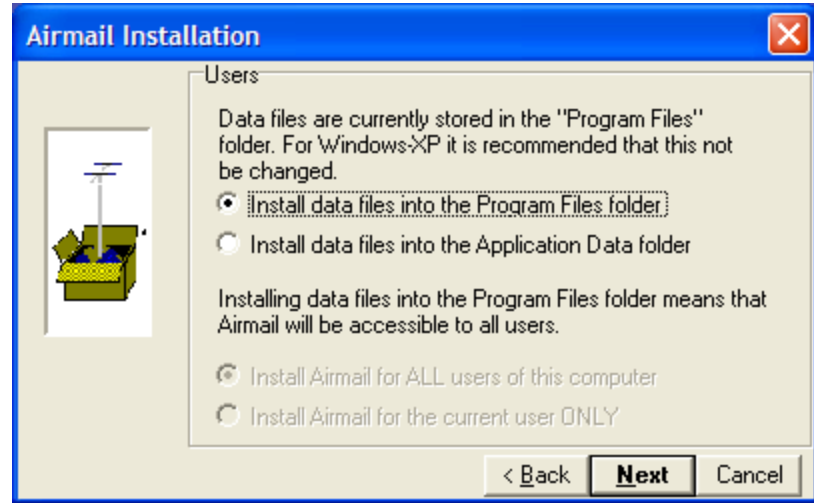 Airmail Installation
Users
Data files are currently stored in the "Program Files"
folder. For Windows-XP it is recommended that this not
be changed.
Install data files into the Program Files folder
Install data files into the Application Data folder
Installing data files into the Program Files folder means that
Airmail will be accessible to all users.
Install Airmail for ALL users of this computer
Install Airmail for the current user ONLY
< Back Next Cancel